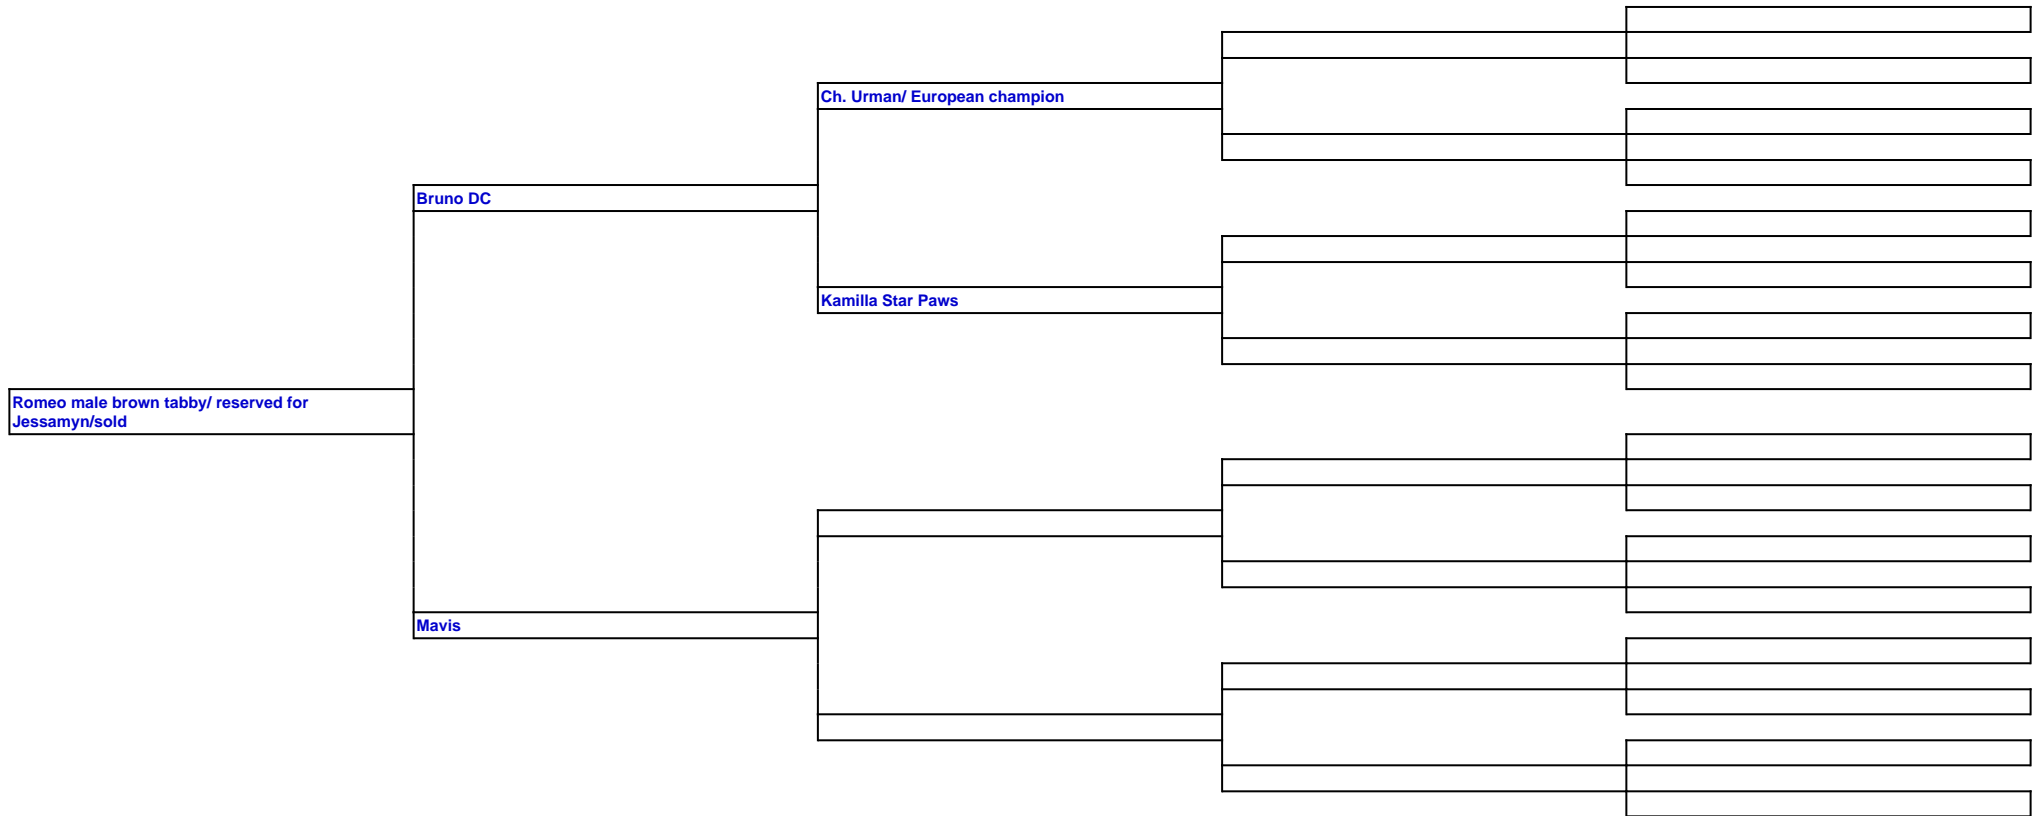 Ch. Urman/ European champion
Bruno DC
Kamilla Star Paws
Romeo male brown tabby/ reserved for
Jessamyn/sold
Mavis